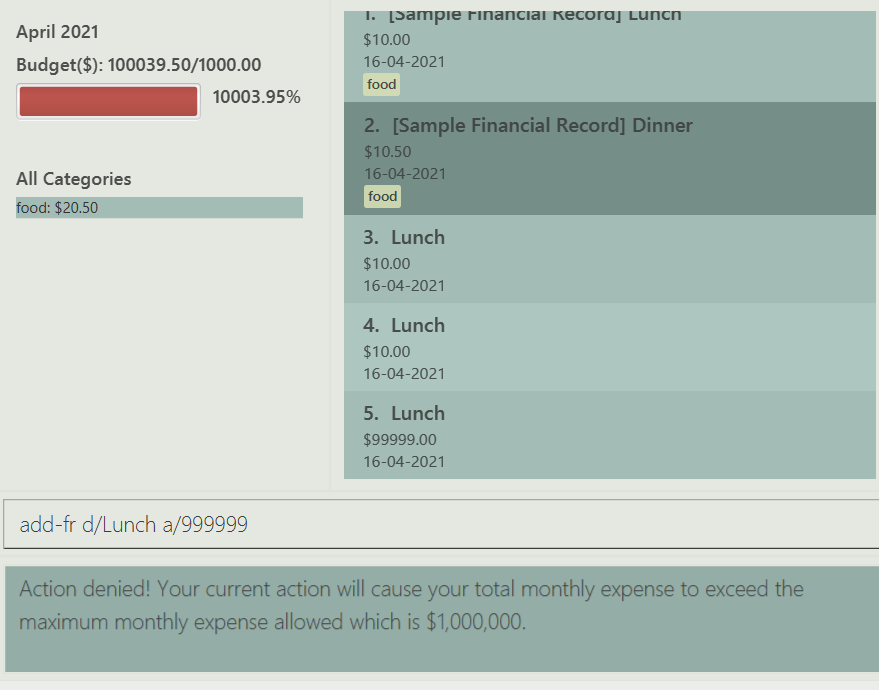 April 2021
Budget($): 100039.50/1000.00
10003.95%
All Categories
food: $20.50
1. [Sample Financial Record] Lunch
$10.00
16-04-2021
food
2. [Sample Financial Record] Dinner
$10.50
16-04-2021
food
3. Lunch
$10.00
16-04-2021
4. Lunch
$10.00
16-04-2021
5. Lunch
$99999.00
16-04-2021
add-fr d/Lunch a/999999
Action denied! Your current action will cause your total monthly expense to exceed the
maximum monthly expense allowed which is $1,000,000.